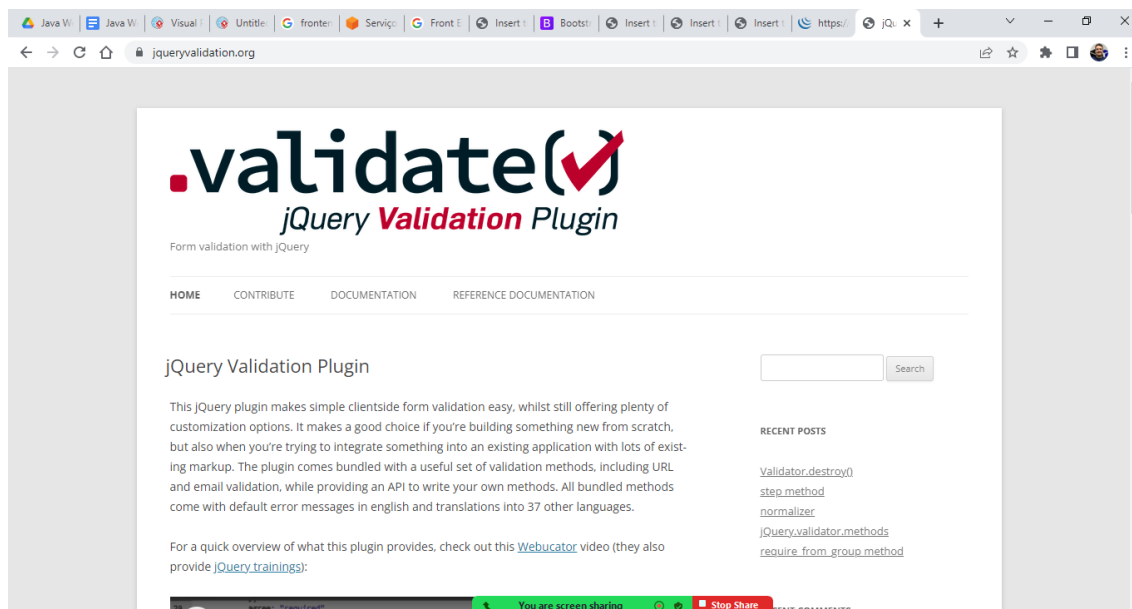 Java W
Java W
Visual
Untitle
G fronten
Serviço
G Front E
Insert t
B Bootst
Insert t
Insert t
Insert t
https:/
jQu
jqueryvalidation.org
.validate(
jQuery Validation Plugin
Form validation with jQuery
HOME CONTRIBUTE DOCUMENTATION REFERENCE DOCUMENTATION
jQuery Validation Plugin
This jQuery plugin makes simple clientside form validation easy, whilst still offering plenty of
customization options. It makes a good choice if you're building something new from scratch,
but also when you're trying to integrate something into an existing application with lots of exist-
ing markup. The plugin comes bundled with a useful set of validation methods, including URL
and email validation, while providing an API to write your own methods. All bundled methods
come with default error messages in english and translations into 37 other languages.
For a quick overview of what this plugin provides, check out this Webucator video (they also
provide jQuery trainings):
Search
RECENT POSTS
Validator.destroy()
step method
normalizer
jQuery.validator.methods
require_from_group method
"required"
You are screen sharing Stop Share
COMMENTS